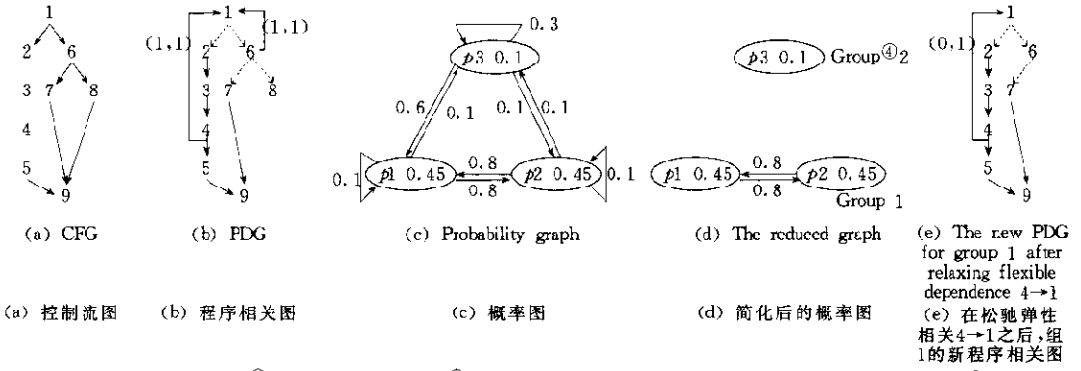 1
2 6
3 7 8
4
5
9
(a) CFG
(a) 控制流图
(1,1) 1 (1,1)
2 6
3 7 8
4
5
9
(b) PDG
(b) 程序相关图
0.3
p3 0.1
0.6 0.1 0.1 0.1
0.8
0.1 p1 0.45 p2 0.45 0.1
0.8
(c) Probability graph
(c) 概率图
p3 0.1 Group④2
0.8
p1 0.45 p2 0.45
0.8
Group 1
(d) The reduced graph
(d) 简化后的概率图
1
(0,1) 2 6
3 7
4
5
9
(e) The new PDG
for group 1 after
relaxing flexible
dependence 4→1
(e) 在松驰弹性
相关4→1之后,组
1的新程序相关图